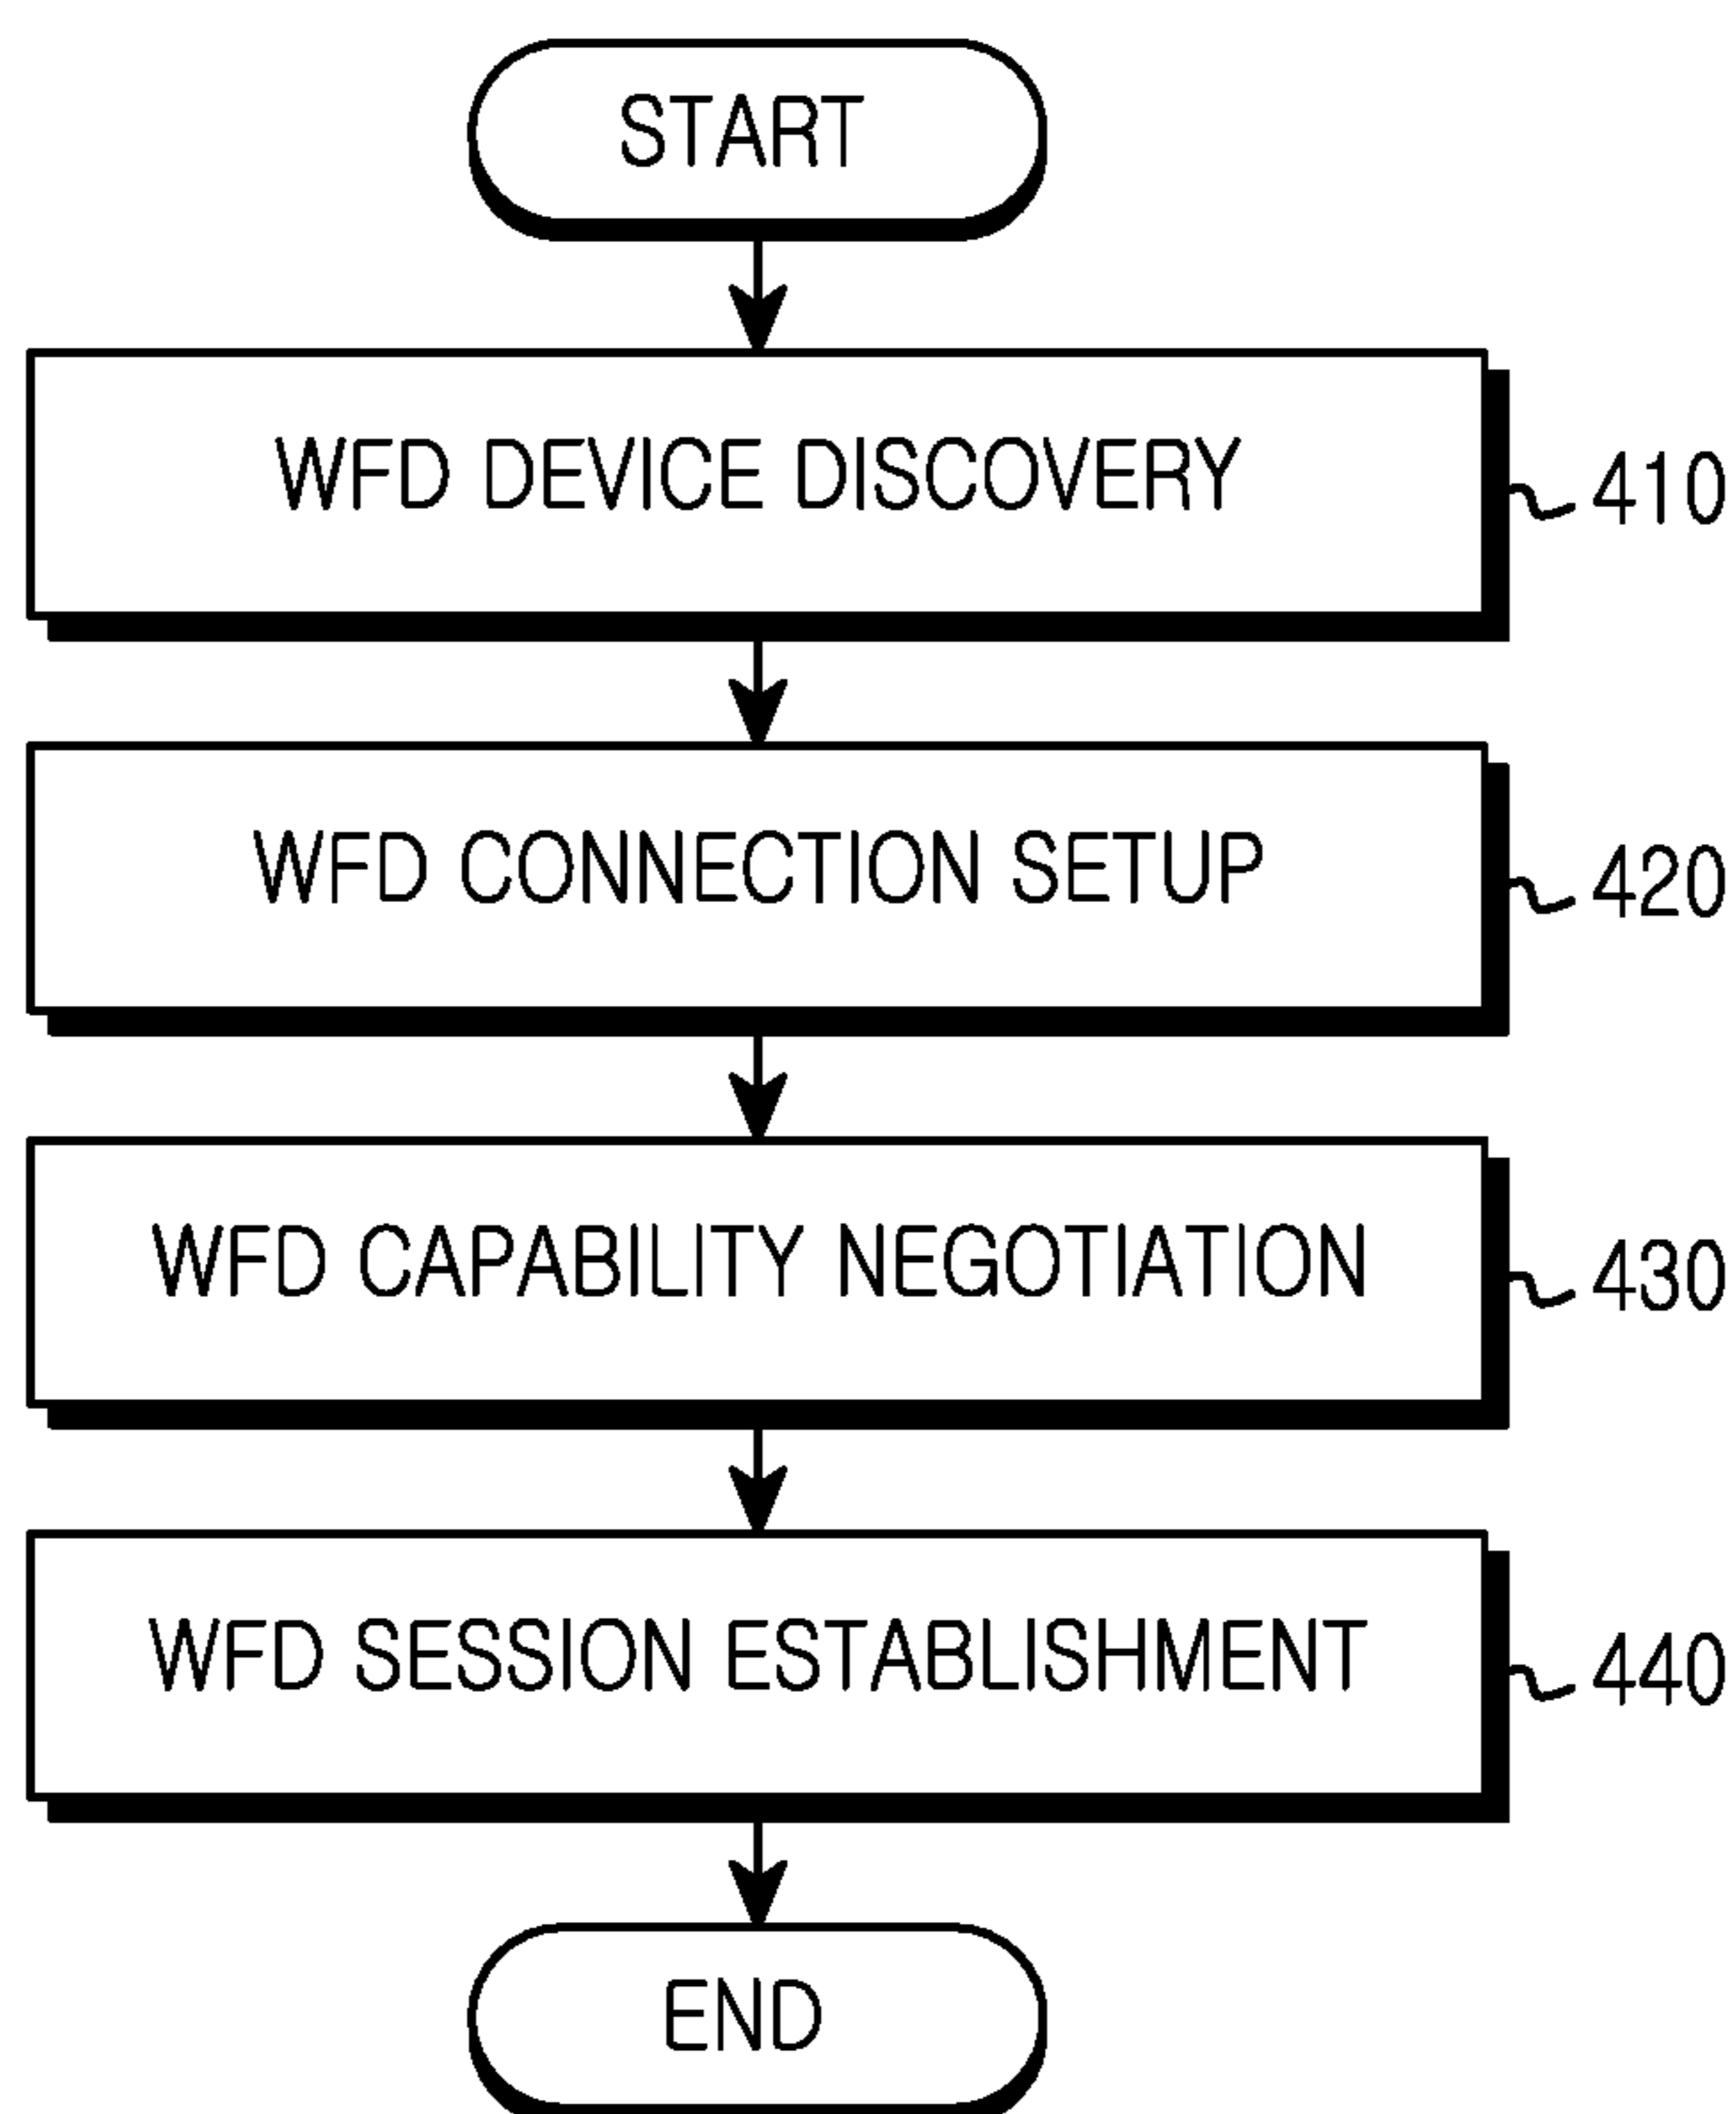 START
WFD DEVICE DISCOVERY
410
WFD CONNECTION SETUP
420
WFD CAPABILITY NEGOTIATION
430
WFD SESSION ESTABLISHMENT
440
END